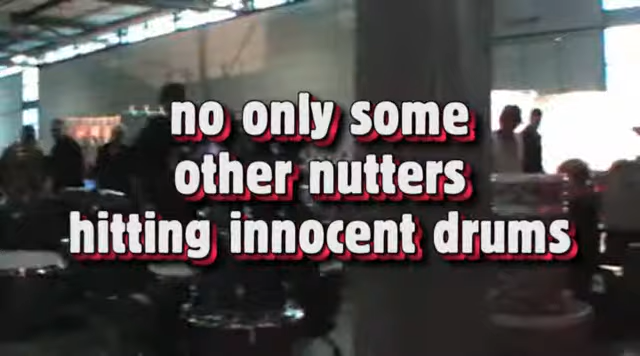 no only some
other nutters
hitting innocent drums